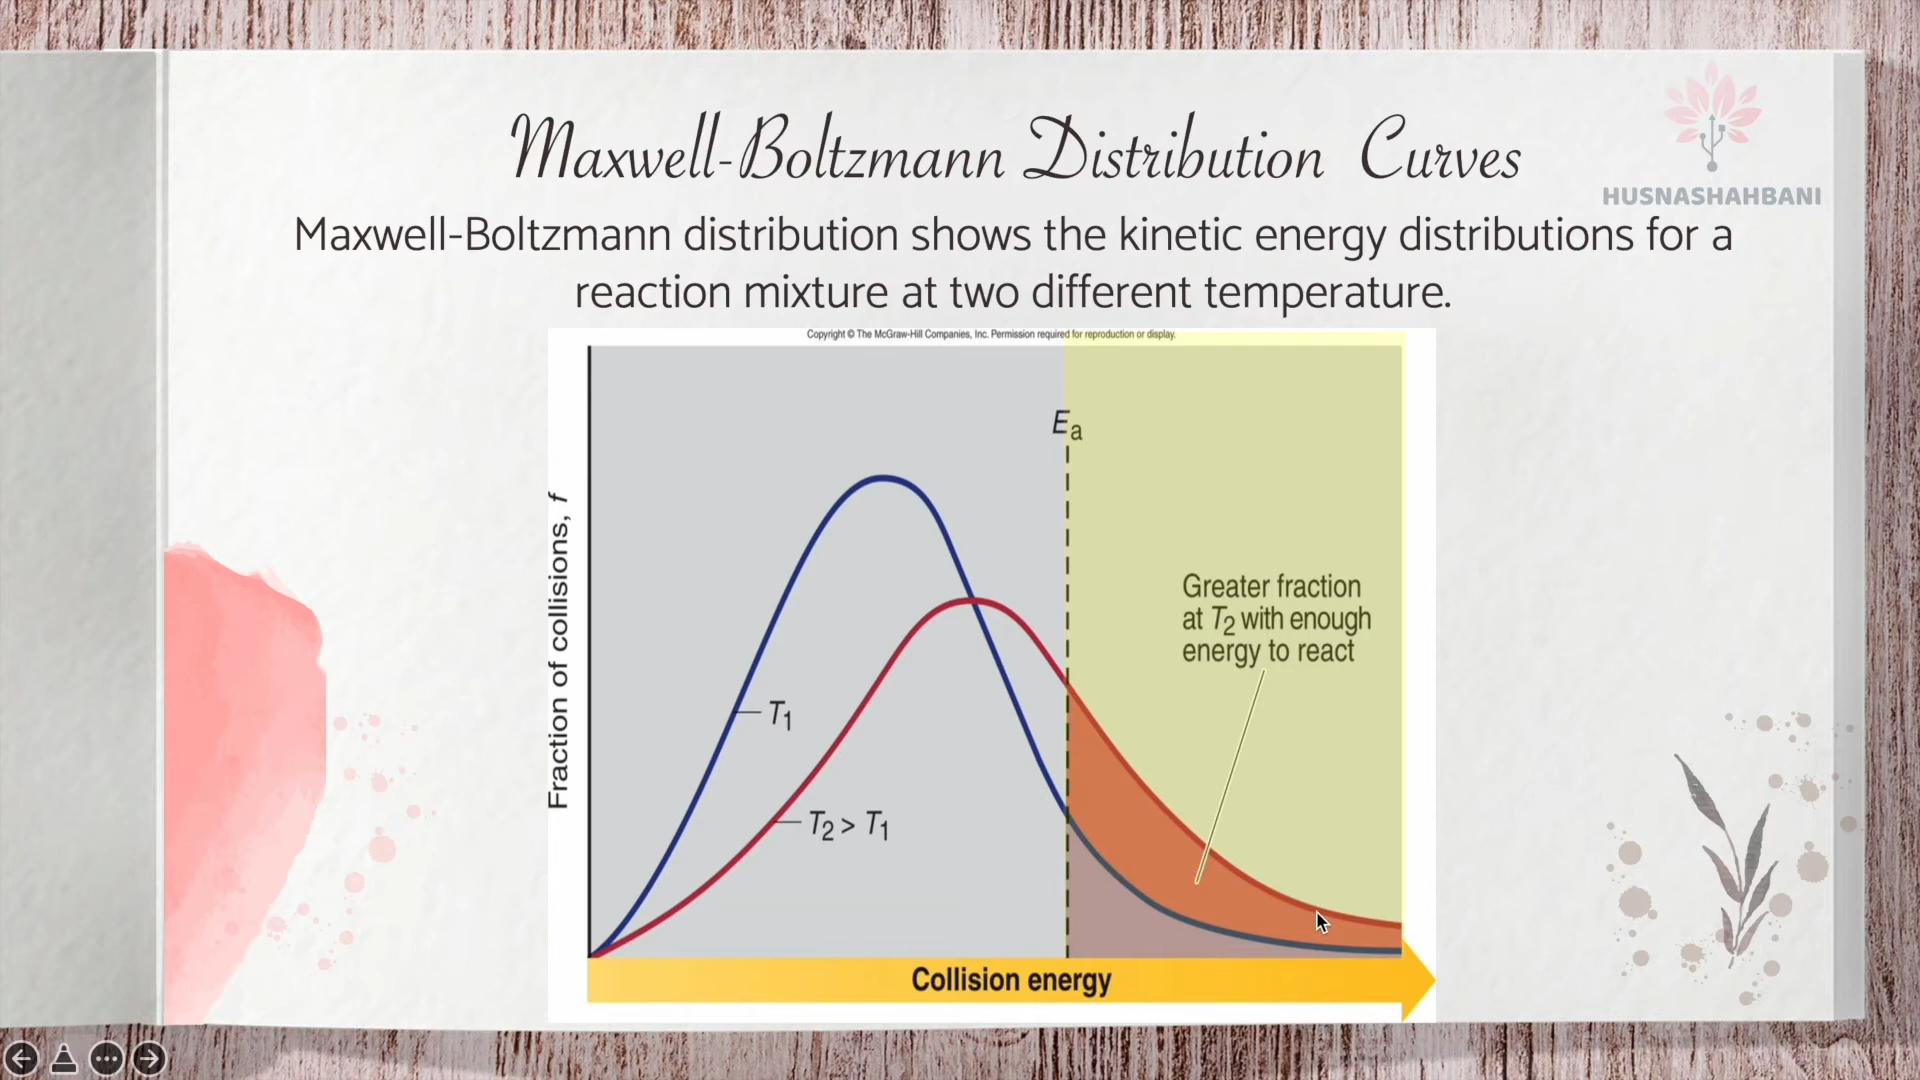 Maxwell-Boltzmann Distribution Curves
HUSNASHAHBANI
Maxwell-Boltzmann distribution shows the kinetic energy distributions for a
reaction mixture at two different temperature.
Copyright © The McGraw-Hill Companies, Inc. Permission required for reproduction or display.
Ea
Fraction of collisions, f
Greater fraction
at T2 with enough
energy to react
T1
T2 > T1
Collision energy